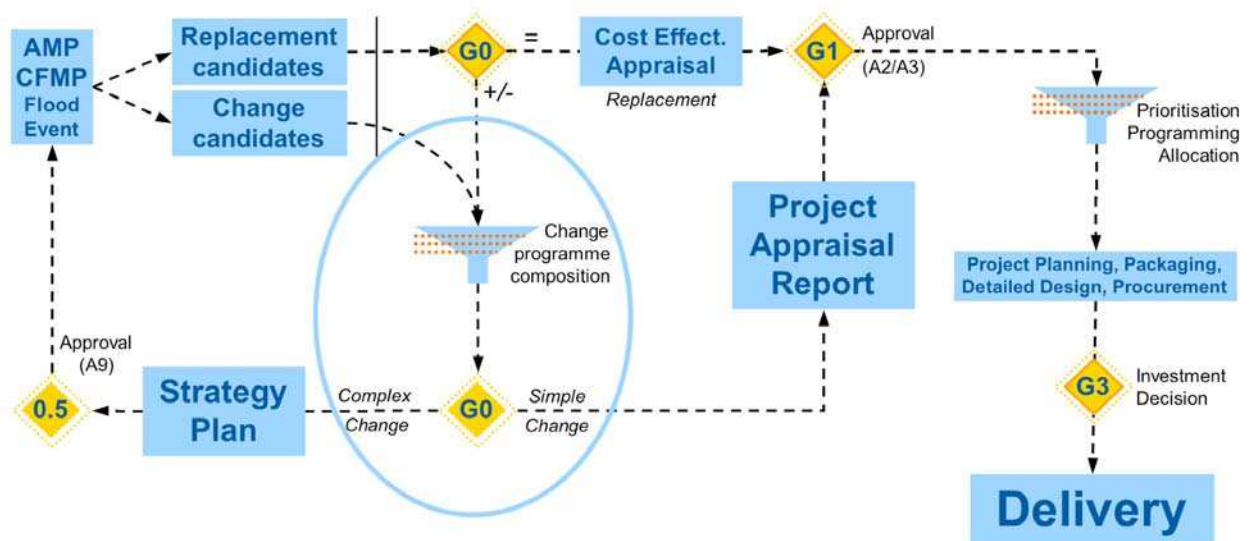 AMP
CFMP
Flood
Event
Replacement
candidates
Change
candidates
G0
=
+/-
Cost Effect.
Appraisal
Replacement
G1
Approval
(A2/A3)
Prioritisation
Programming
Allocation
Change
programme
composition
Project
Appraisal
Report
Project Planning, Packaging,
Detailed Design, Procurement
Approval
(A9)
0.5
Strategy
Plan
Complex
Change
G0
Simple
Change
G3
Investment
Decision
Delivery